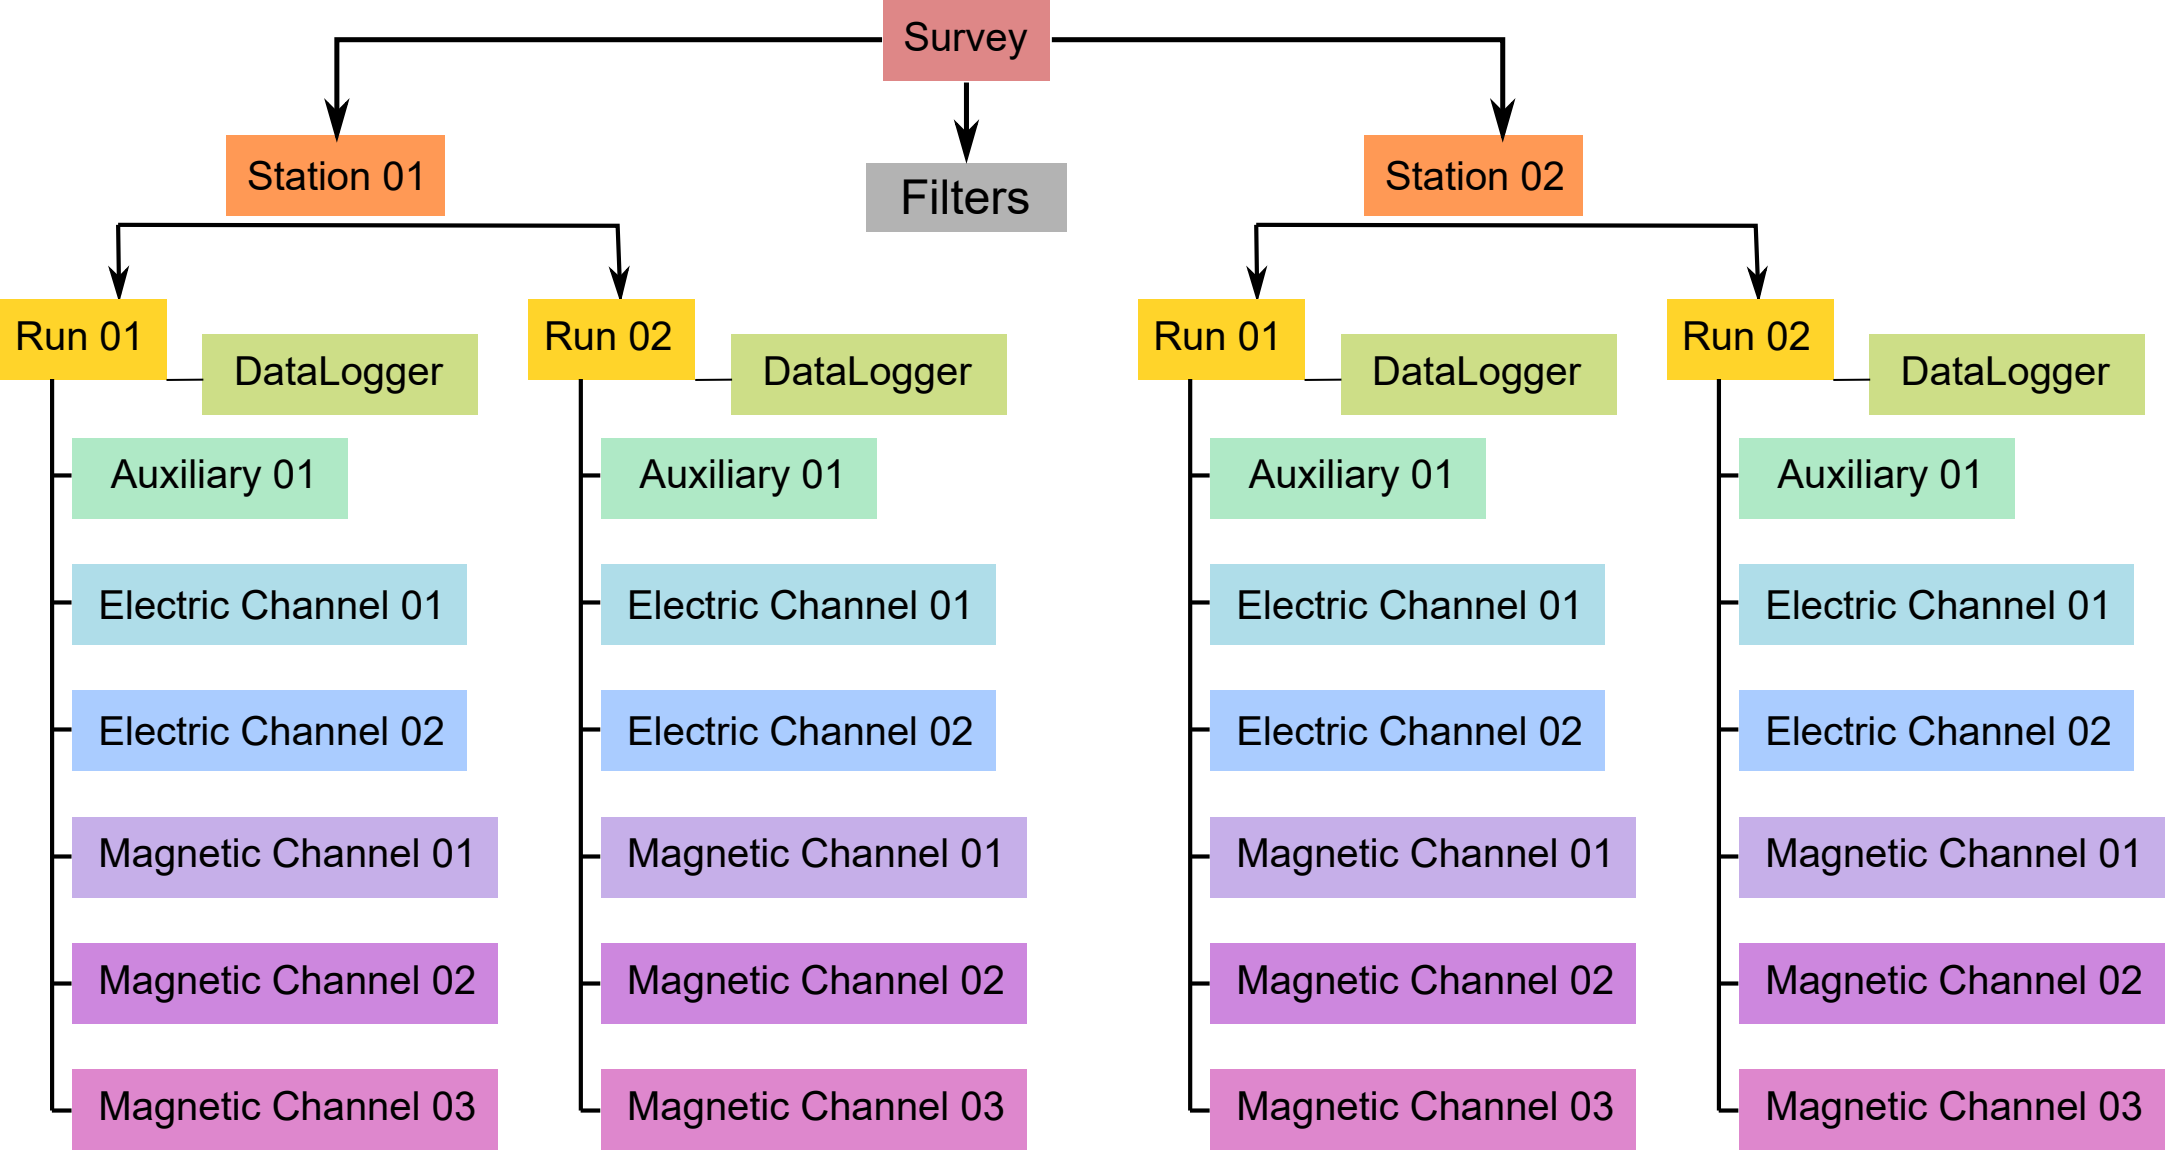 Survey
Station 01
Filters
Station 02
Run 01
DataLogger
Run 02
DataLogger
Run 01
DataLogger
Run 02
DataLogger
Auxiliary 01
Auxiliary 01
Auxiliary 01
Auxiliary 01
Electric Channel 01
Electric Channel 01
Electric Channel 01
Electric Channel 01
Electric Channel 02
Electric Channel 02
Electric Channel 02
Electric Channel 02
Magnetic Channel 01
Magnetic Channel 01
Magnetic Channel 01
Magnetic Channel 01
Magnetic Channel 02
Magnetic Channel 02
Magnetic Channel 02
Magnetic Channel 02
Magnetic Channel 03
Magnetic Channel 03
Magnetic Channel 03
Magnetic Channel 03